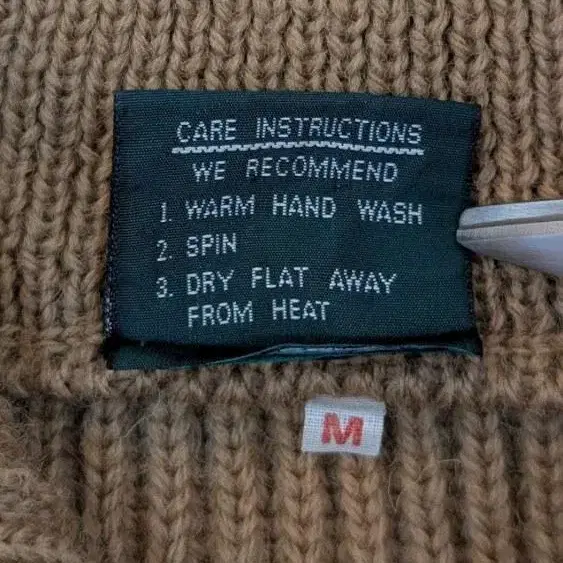 CARE INSTRUCTIONS
WE RECOMMEND
1. WARM HAND WASH
2. SPIN
3. DRY FLAT AWAY
FROM HEAT
M